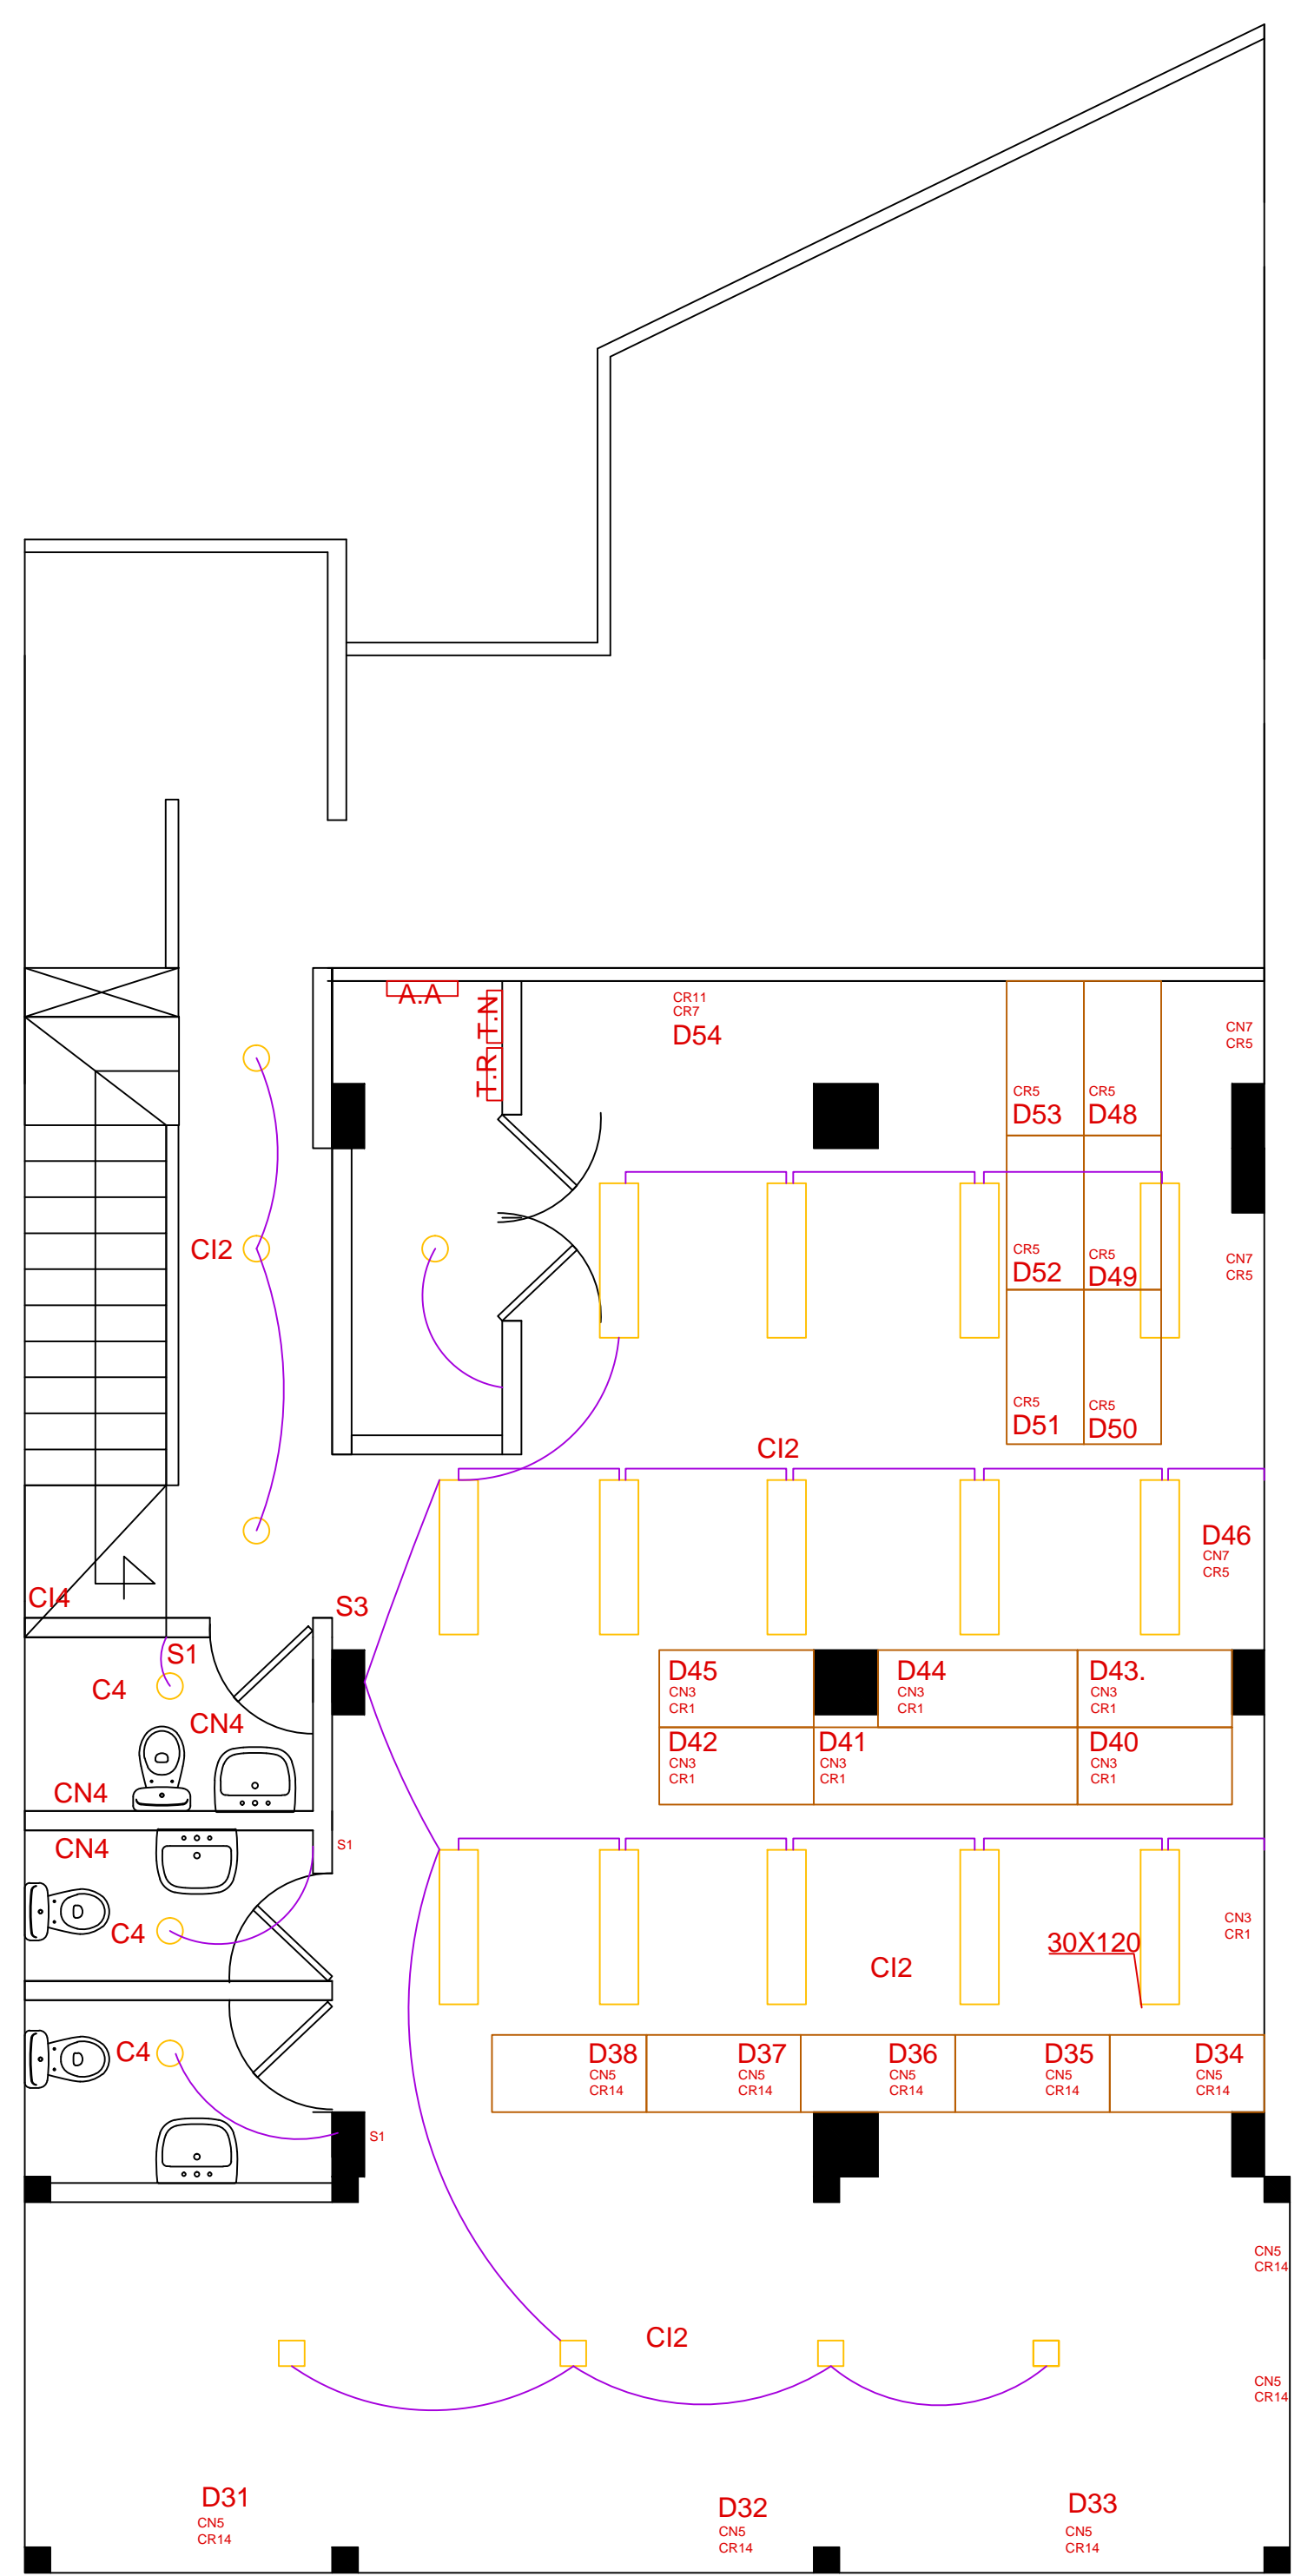 A.A
T.N
T.R
CR11
CR7
D54
CN7
CR5
CR5
D53
CR5
D48
CI2
CR5
D52
CR5
D49
CN7
CR5
CR5
D51
CR5
D50
CI2
D46
CN7
CR5
CI4
S3
S1
C4
CN4
D45
CN3
CR1
D44
CN3
CR1
D43.
CN3
CR1
D42
CN3
CR1
D41
CN3
CR1
D40
CN3
CR1
CN4
CN4
S1
C4
CN3
CR1
30X120
CI2
C4
D38
CN5
CR14
D37
CN5
CR14
D36
CN5
CR14
D35
CN5
CR14
D34
CN5
CR14
S1
CN5
CR14
CI2
CN5
CR14
D31
CN5
CR14
D32
CN5
CR14
D33
CN5
CR14